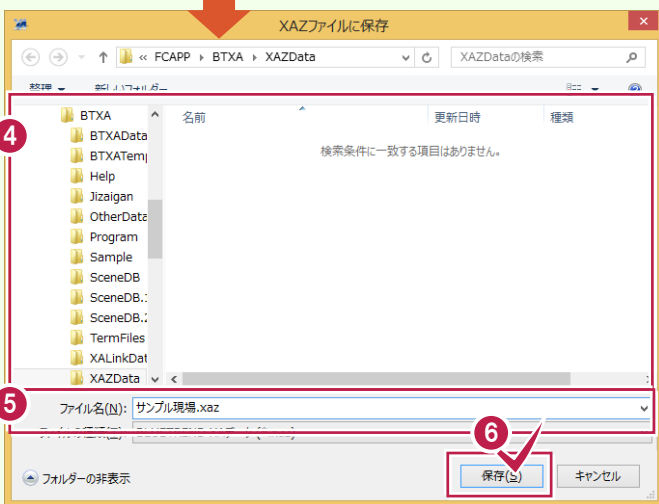 XAZファイルに保存
« FCAPP ▸ BTXA ▸ XAZData
XAZDataの検索
整理
新しいフォルダー
4
BTXA
名前
更新日時
種類
BTXAData
検索条件に一致する項目はありません。
BTXATem
Help
Jizaigan
OtherData
Program
Sample
SceneDB
SceneDB.
SceneDB.2
TermFiles
XALinkDat
XAZData
5
ファイル名(N):
サンプル現場.xaz
6
フォルダーの非表示
保存(S)
キャンセル